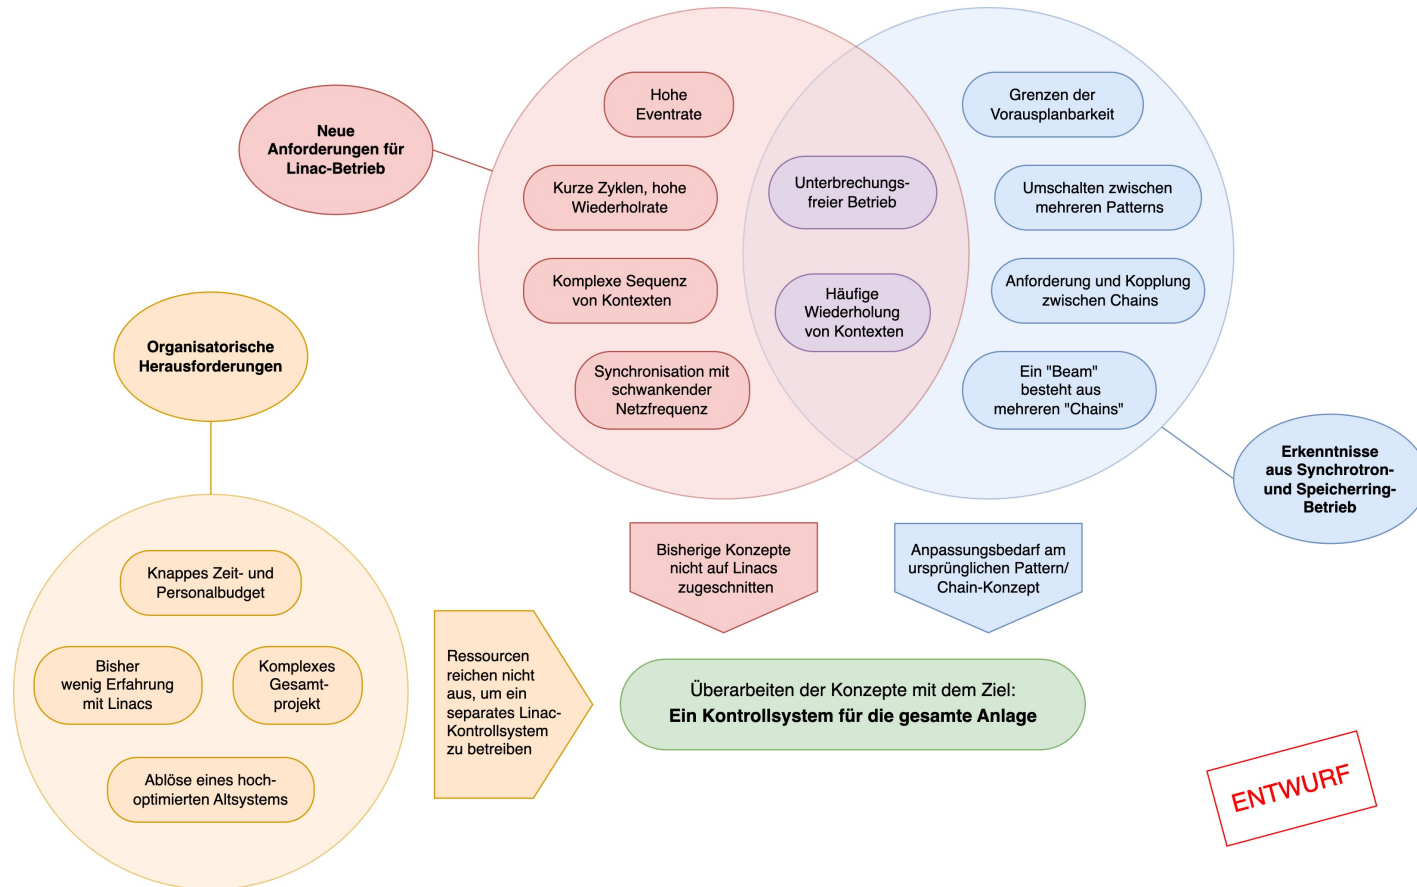 Neue
Anforderungen für
Linac-Betrieb
Hohe
Eventrate
Kurze Zyklen, hohe
Wiederholrate
Komplexe Sequenz
von Kontexten
Synchronisation mit
schwankender
Netzfrequenz
Unterbrechungs-
freier Betrieb
Häufige
Wiederholung
von Kontexten
Grenzen der
Vorausplanbarkeit
Umschalten zwischen
mehreren Patterns
Anforderung und Kopplung
zwischen Chains
Ein "Beam"
besteht aus
mehreren "Chains"
Erkenntnisse
aus Synchrotron-
und Speicherring-
Betrieb
Organisatorische
Herausforderungen
Knappes Zeit- und
Personalbudget
Bisher
wenig Erfahrung
mit Linacs
Komplexes
Gesamt-
projekt
Ablöse eines hoch-
optimierten Altsystems
Ressourcen
reichen nicht
aus, um ein
separates Linac-
Kontrollsystem
zu betreiben
Bisherige Konzepte
nicht auf Linacs
zugeschnitten
Anpassungsbedarf am
ursprünglichen Pattern/
Chain-Konzept
Überarbeiten der Konzepte mit dem Ziel:
Ein Kontrollsystem für die gesamte Anlage
ENTWURF